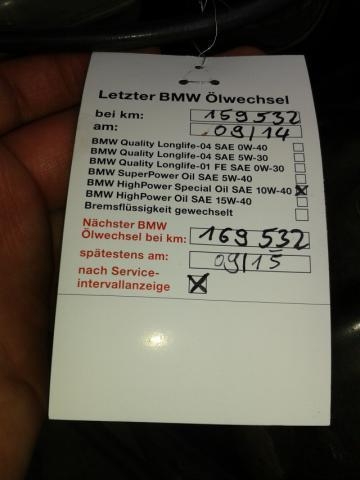 Letzter BMW Ölwechsel
bei km: 159532
am: 09/14
BMW Quality Longlife-04 SAE 0W-40
BMW Quality Longlife-04 SAE 5W-30
BMW Quality Longlife-01 FE SAE 0W-30
BMW SuperPower Oil SAE 5W-40
BMW HighPower Special Oil SAE 10W-40 X
BMW HighPower Oil SAE 15W-40
Bremsflüssigkeit gewechselt
Nächster BMW
Ölwechsel bei km: 169532
spätestens am: 09/15
nach Service-
intervallanzeige X